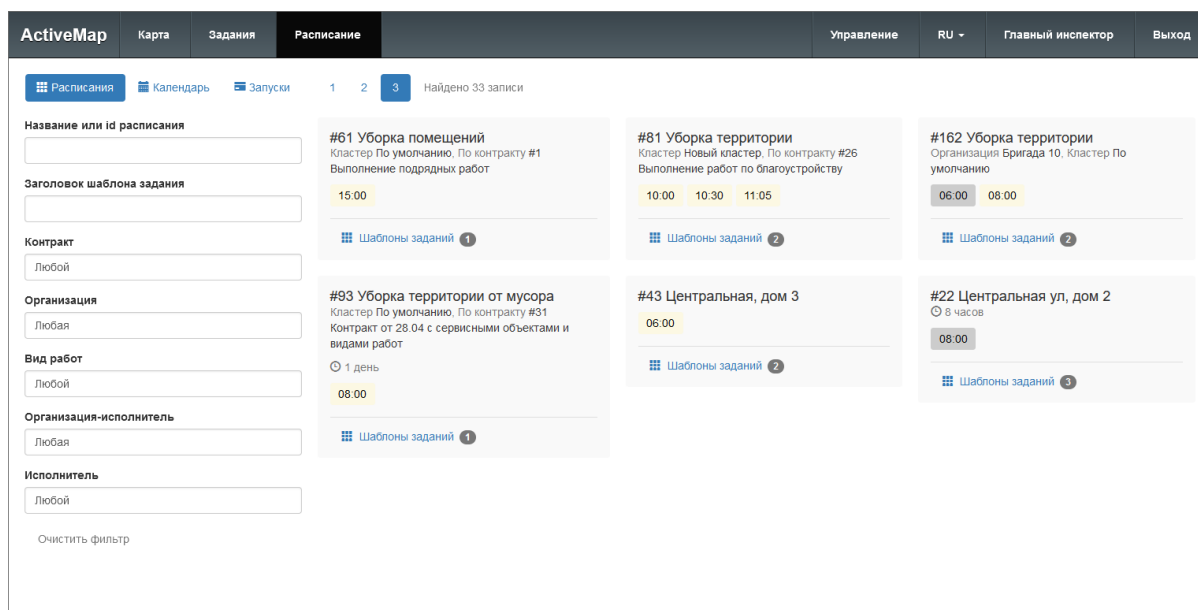 ActiveMap Карта Задания Расписание Управление RU Главный инспектор Выход
Расписания Календарь Запуски 1 2 3 Найдено 33 записи
Название или id расписания
Заголовок шаблона задания
Контракт
Любой
Организация
Любая
Вид работ
Любой
Организация-исполнитель
Любая
Исполнитель
Любой
Очистить фильтр
#61 Уборка помещений
Кластер По умолчанию, По контракту #1
Выполнение подрядных работ
15:00
Шаблоны заданий 1
#81 Уборка территории
Кластер Новый кластер, По контракту #26
Выполнение работ по благоустройству
10:00 10:30 11:05
Шаблоны заданий 2
#162 Уборка территории
Организация Бригада 10, Кластер По
умолчанию
06:00 08:00
Шаблоны заданий 2
#93 Уборка территории от мусора
Кластер По умолчанию, По контракту #31
Контракт от 28.04 с сервисными объектами и
видами работ
1 день
08:00
Шаблоны заданий 1
#43 Центральная, дом 3
06:00
Шаблоны заданий 2
#22 Центральная ул, дом 2
8 часов
08:00
Шаблоны заданий 3